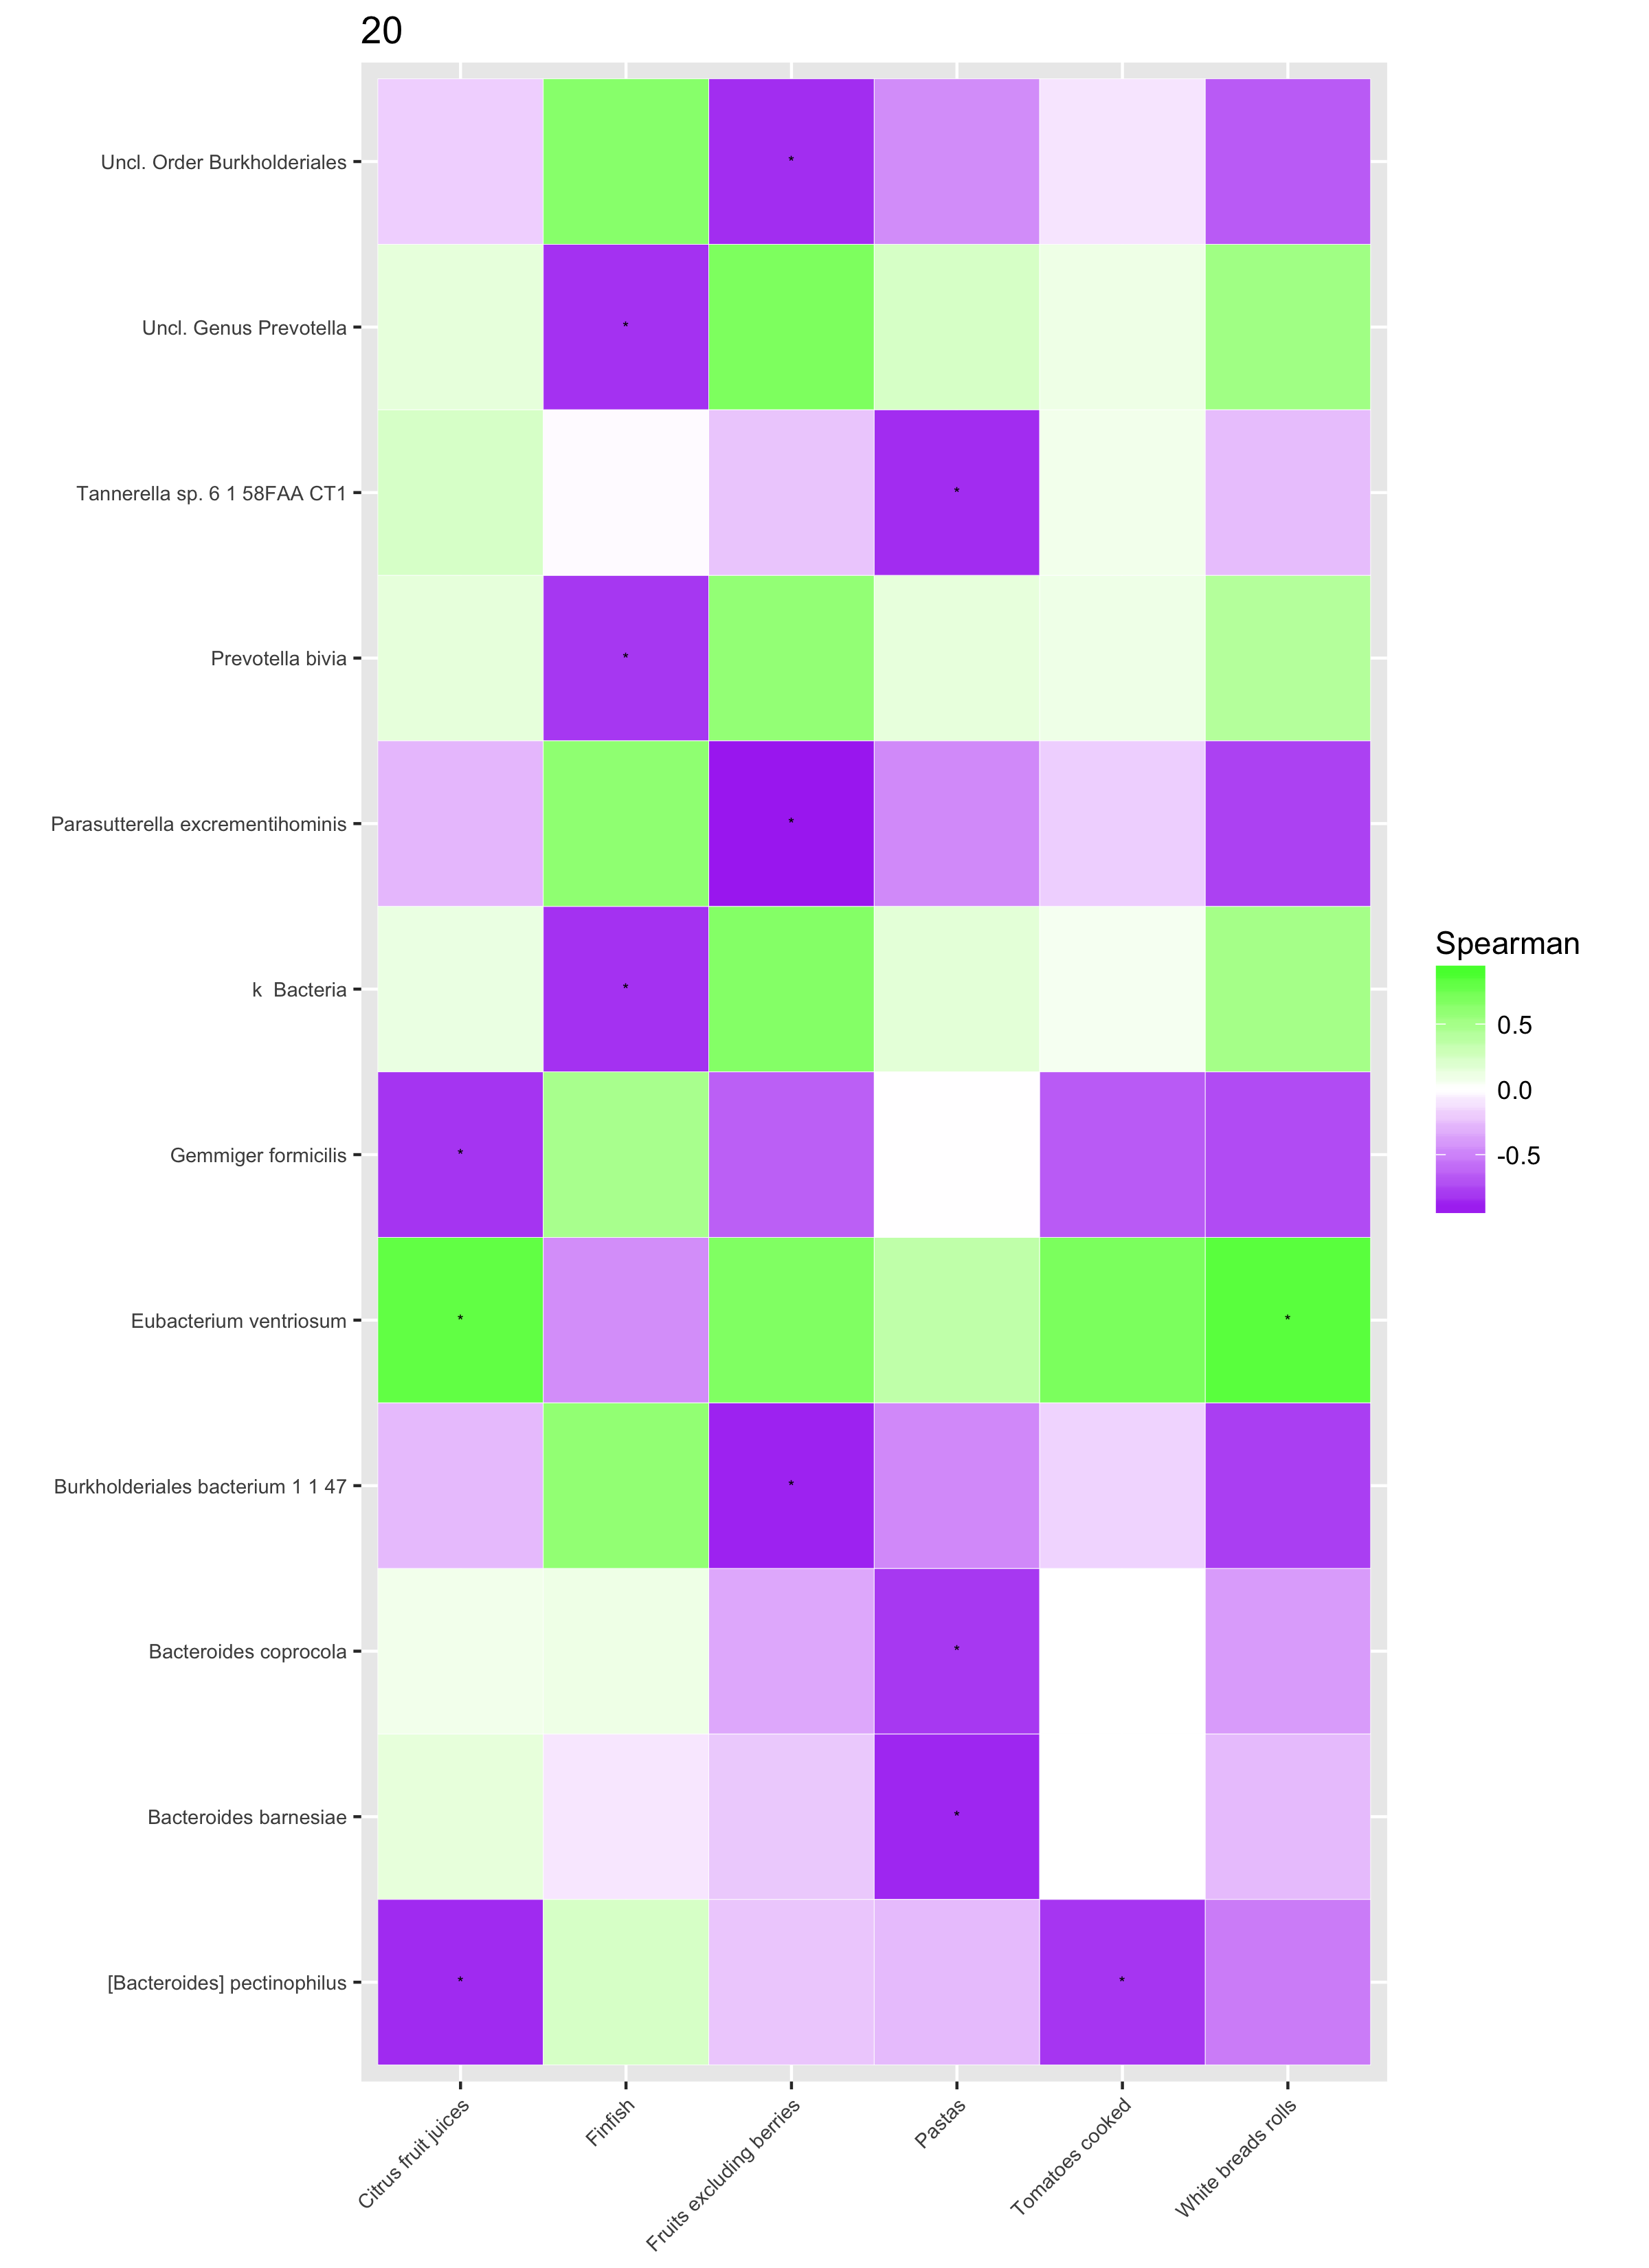 20
Uncl. Order Burkholderiales
*
Uncl. Genus Prevotella
*
Tannerella sp. 6 1 58FAA CT1
*
Prevotella bivia
*
Parasutterella excrementihominis
*
k  Bacteria
*
Gemmiger formicilis
*
Eubacterium ventriosum
* *
Burkholderiales bacterium 1 1 47
*
Bacteroides coprocola
*
Bacteroides barnesiae
*
[Bacteroides] pectinophilus
* *
Citrus fruit juices
Finfish
Fruits excluding berries
Pastas
Tomatoes cooked
White breads rolls
Spearman
0.5
0.0
-0.5